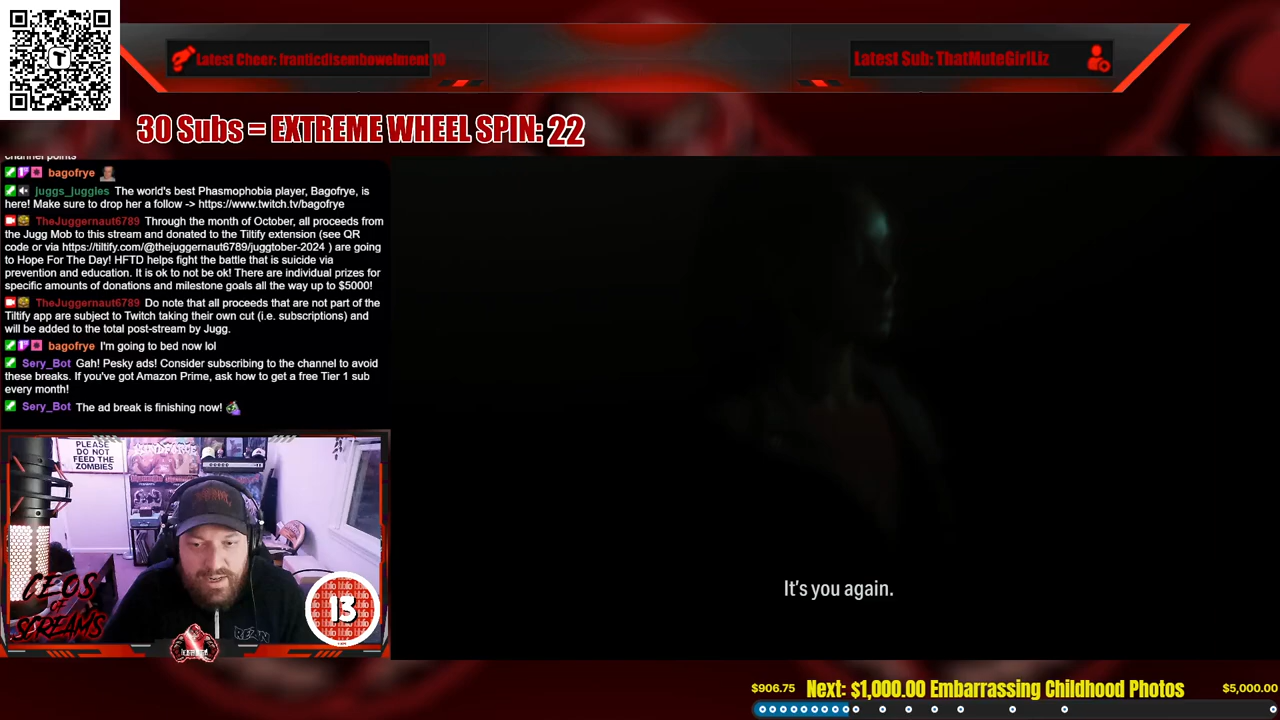 Latest Cheer: franticdisembowelment 10
Latest Sub: ThatMuteGirlLiz
30 Subs = EXTREME WHEEL SPIN: 22
channel points
bagofrye
juggs_juggles The world's best Phasmophobia player, Bagofrye, is
here! Make sure to drop her a follow -> https://www.twitch.tv/bagofrye
TheJuggernaut6789 Through the month of October, all proceeds from
the Jugg Mob to this stream and donated to the Tiltify extension (see QR
code or via https://tiltify.com/@thejuggernaut6789/juggtober-2024 ) are going
to Hope For The Day! HFTD helps fight the battle that is suicide via
prevention and education. It is ok to not be ok! There are individual prizes for
specific amounts of donations and milestone goals all the way up to $5000!
TheJuggernaut6789 Do note that all proceeds that are not part of the
Tiltify app are subject to Twitch taking their own cut (i.e. subscriptions) and
will be added to the total post-stream by Jugg.
bagofrye I'm going to bed now lol
Sery_Bot Gah! Pesky ads! Consider subscribing to the channel to avoid
these breaks. If you've got Amazon Prime, ask how to get a free Tier 1 sub
every month!
Sery_Bot The ad break is finishing now!
PLEASE
DO NOT
FEED THE
ZOMBIES
CEOS
OF
SCREAMS
13
It's you again.
$906.75 Next: $1,000.00 Embarrassing Childhood Photos $5,000.00